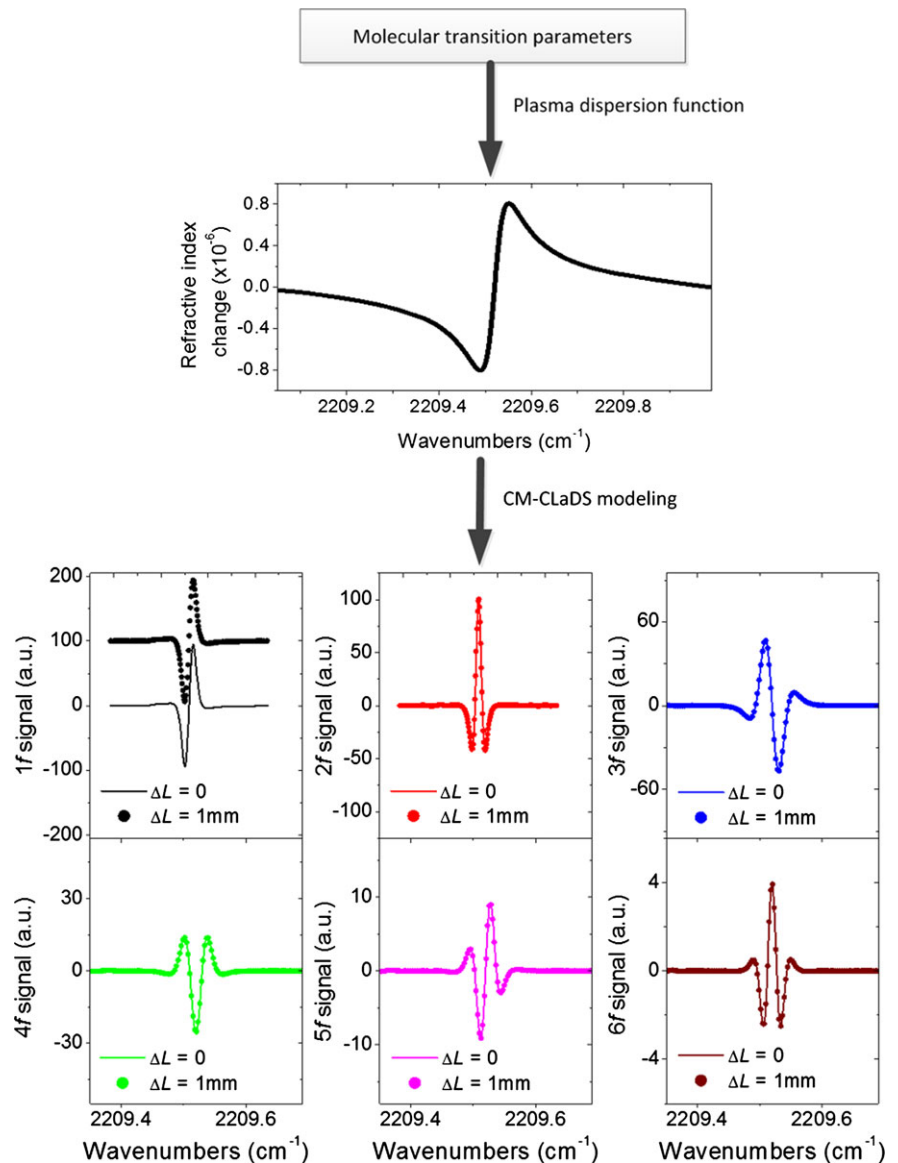 Molecular transition parameters
Plasma dispersion function
Refractive index
change (x10⁻⁶)
0.8
0.4
0.0
-0.4
-0.8
2209.2 2209.4 2209.6 2209.8
Wavenumbers (cm⁻¹)
CM-CLaDS modeling
1f signal (a.u.)
200
100
0
-100
-200
ΔL = 0
ΔL = 1mm
2f signal (a.u.)
100
50
0
-50
-100
ΔL = 0
ΔL = 1mm
3f signal (a.u.)
60
0
-60
ΔL = 0
ΔL = 1mm
4f signal (a.u.)
30
0
-30
ΔL = 0
ΔL = 1mm
2209.4 2209.6
Wavenumbers (cm⁻¹)
5f signal (a.u.)
10
0
-10
ΔL = 0
ΔL = 1mm
2209.4 2209.6
Wavenumbers (cm⁻¹)
6f signal (a.u.)
4
0
-4
ΔL = 0
ΔL = 1mm
2209.4 2209.6
Wavenumbers (cm⁻¹)